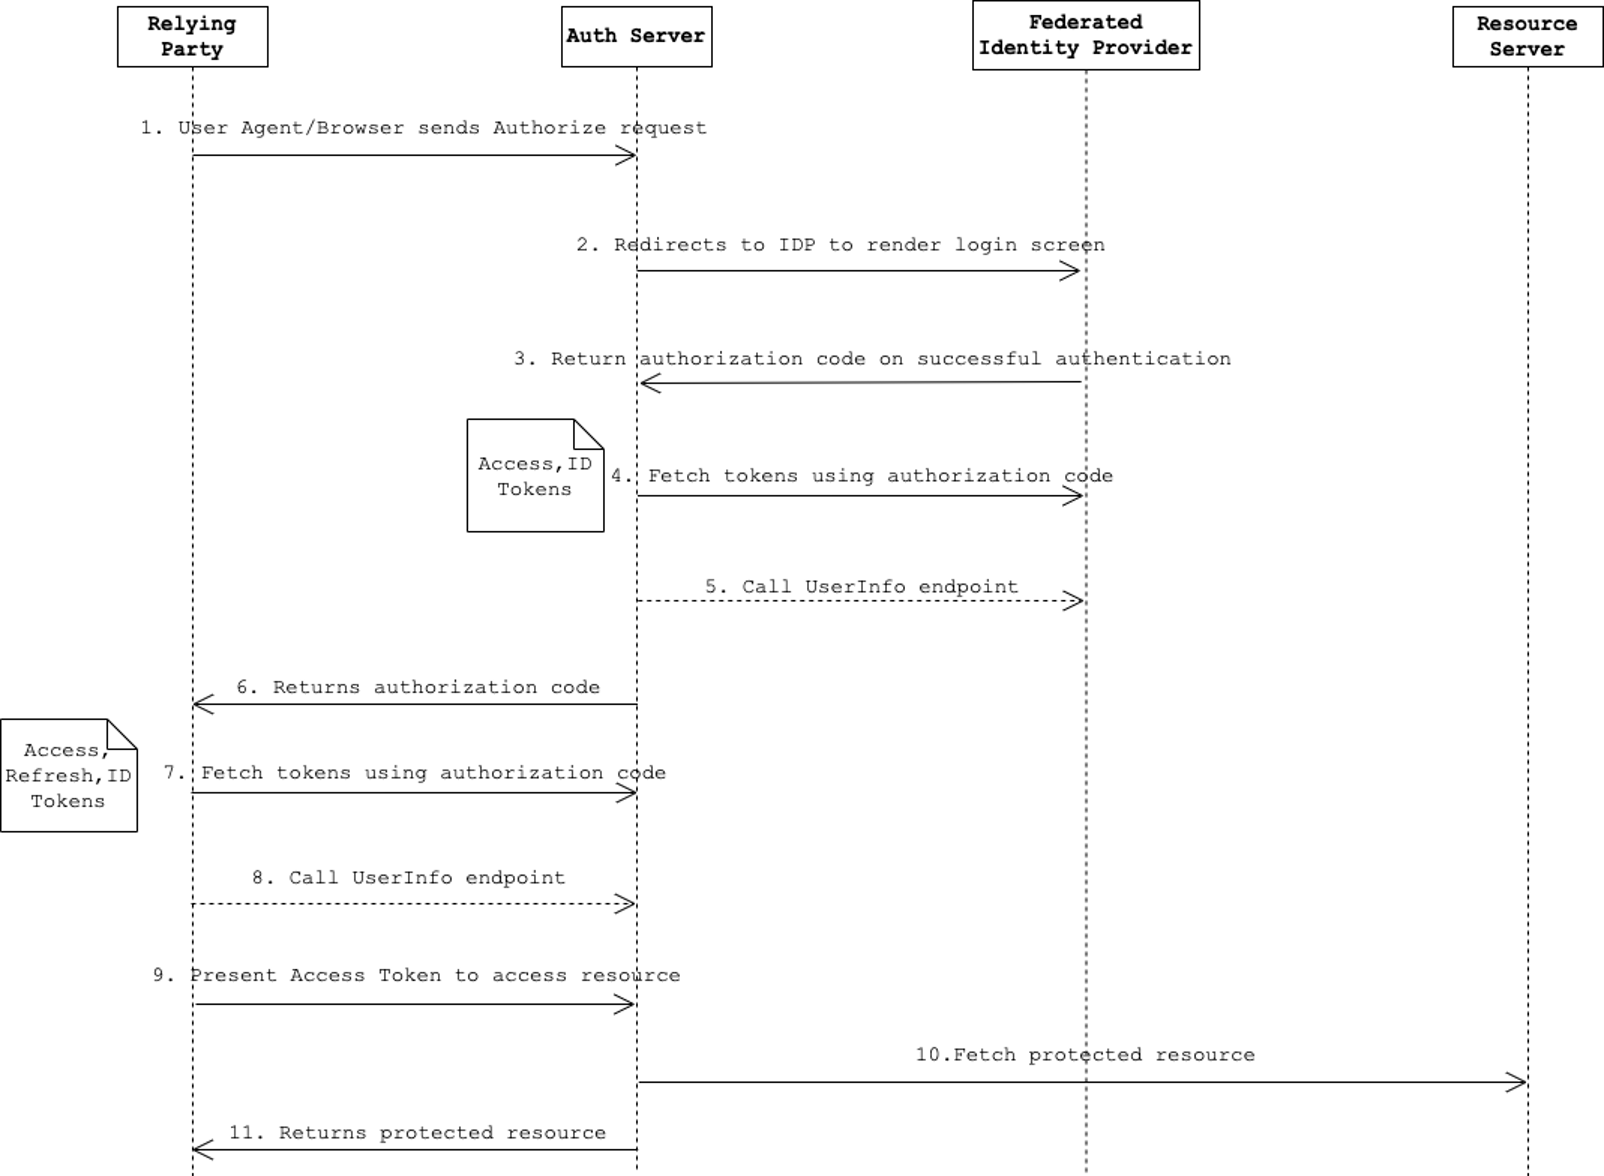 Relying
Party
Auth Server
Federated
Identity Provider
Resource
Server
1. User Agent/Browser sends Authorize request
2. Redirects to IDP to render login screen
3. Return authorization code on successful authentication
Access,ID
Tokens
4. Fetch tokens using authorization code
5. Call UserInfo endpoint
6. Returns authorization code
Access,
Refresh,ID
Tokens
7. Fetch tokens using authorization code
8. Call UserInfo endpoint
9. Present Access Token to access resource
10.Fetch protected resource
11. Returns protected resource